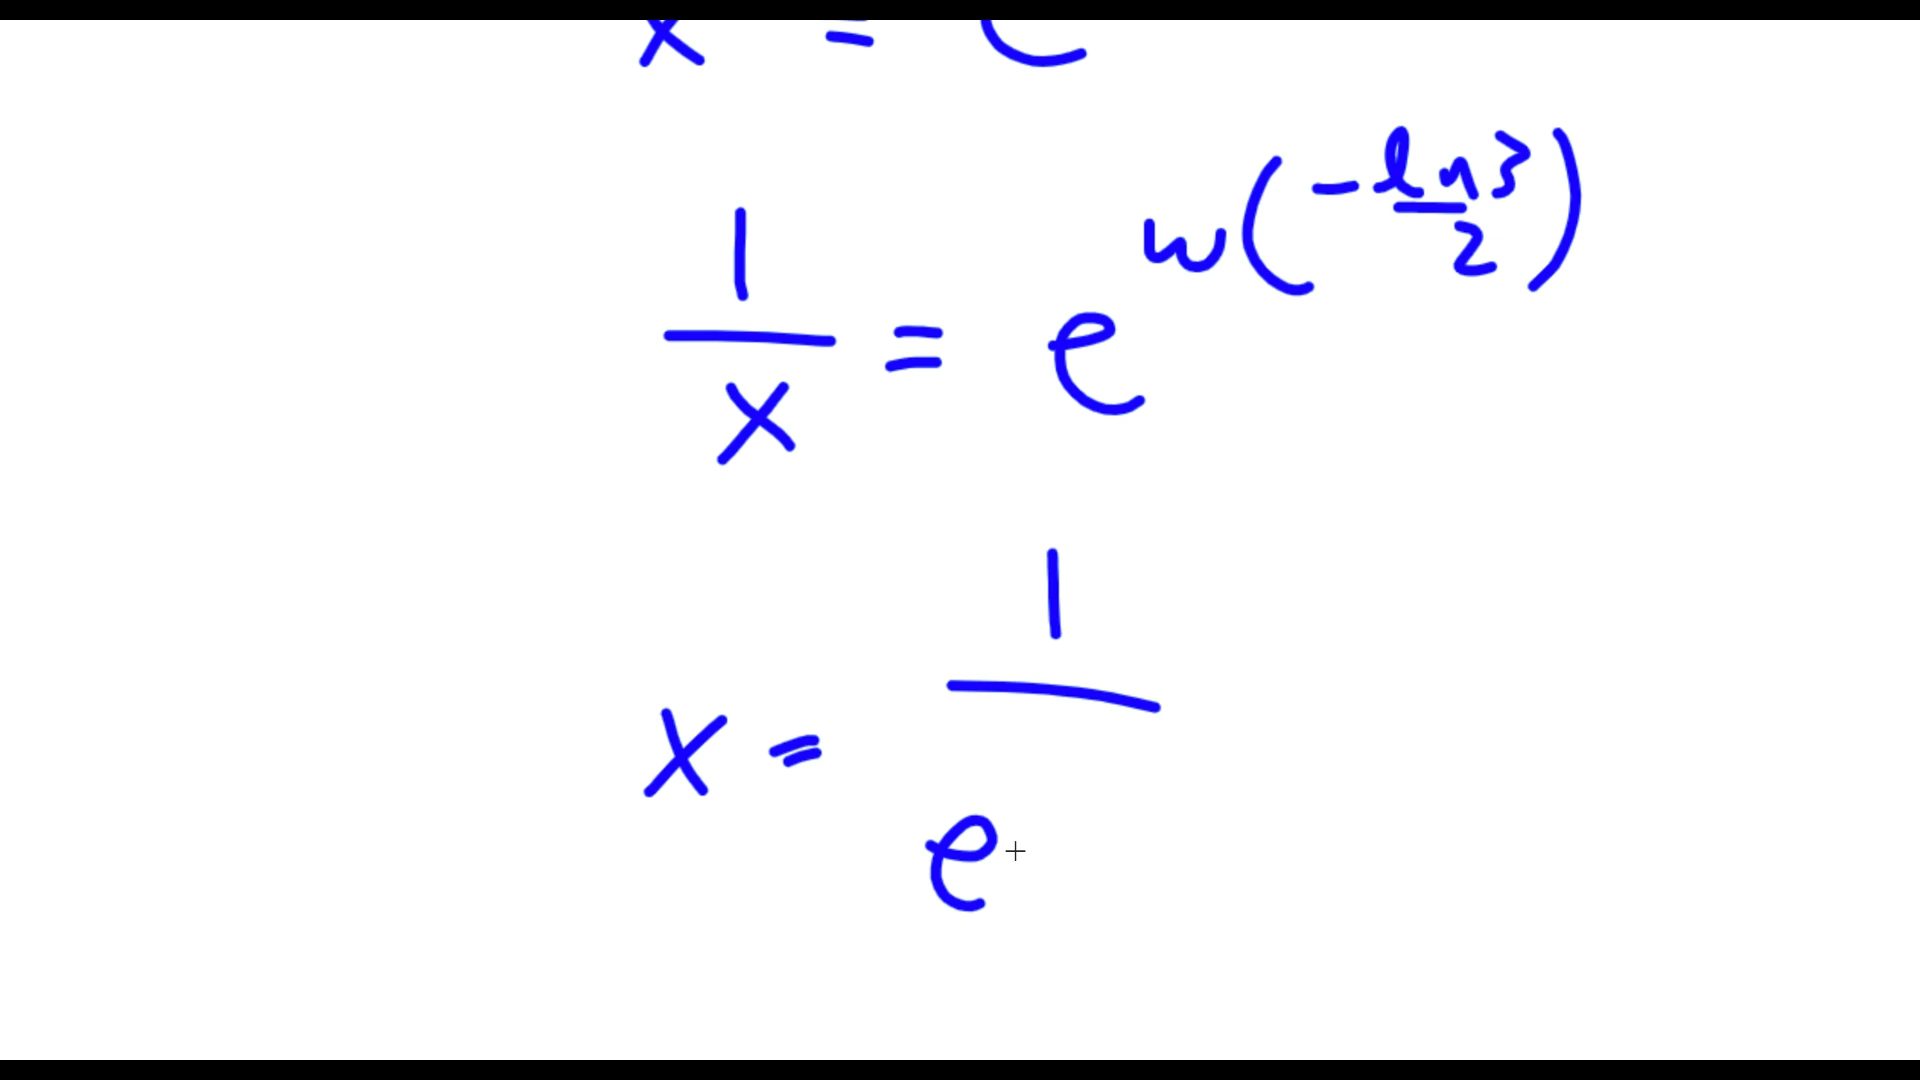 x = e
1/x = e^{w(-ln3/2)}
x = 1/e